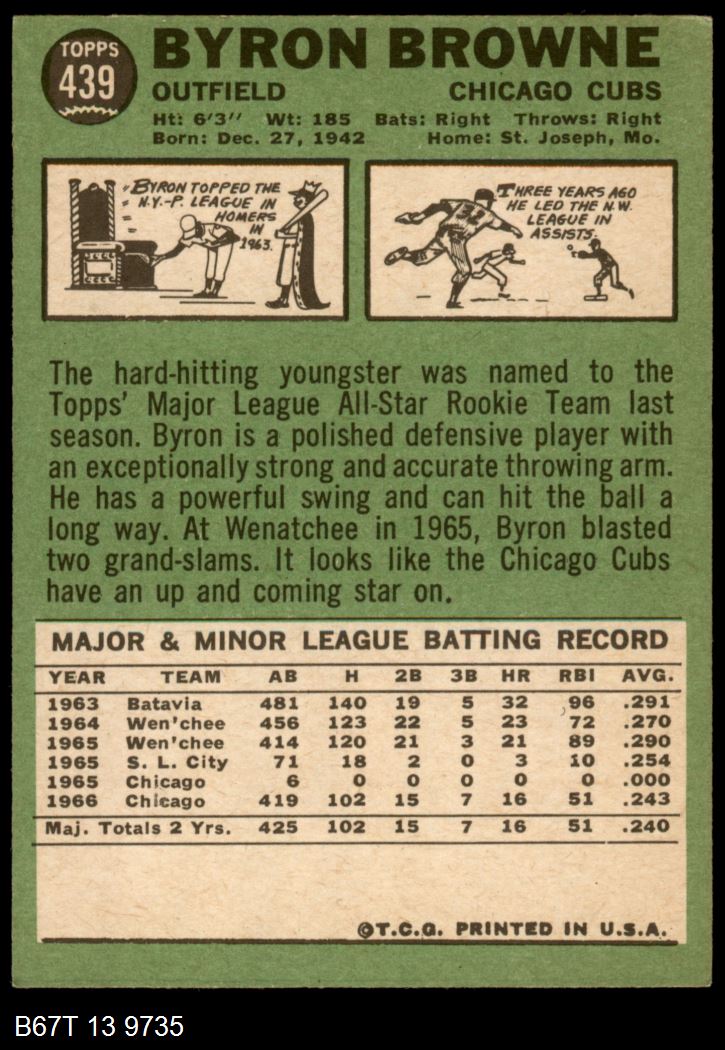 TOPPS
439
BYRON BROWNE
OUTFIELD CHICAGO CUBS
Ht: 6'3" Wt: 185 Bats: Right Throws: Right
Born: Dec. 27, 1942 Home: St. Joseph, Mo.
BYRON TOPPED THE
N.Y.-P. LEAGUE IN
HOMERS
IN
1963.
THREE YEARS AGO
HE LED THE N.W.
LEAGUE IN
ASSISTS.
32
The hard-hitting youngster was named to the
Topps' Major League All-Star Rookie Team last
season. Byron is a polished defensive player with
an exceptionally strong and accurate throwing arm.
He has a powerful swing and can hit the ball a
long way. At Wenatchee in 1965, Byron blasted
two grand-slams. It looks like the Chicago Cubs
have an up and coming star on.
MAJOR & MINOR LEAGUE BATTING RECORD
YEAR TEAM AB H 2B 3B HR RBI AVG.
1963 Batavia 481 140 19 5 32 96 .291
1964 Wen'chee 456 123 22 5 23 72 .270
1965 Wen'chee 414 120 21 3 21 89 .290
1965 S. L. City 71 18 2 0 3 10 .254
1965 Chicago 6 0 0 0 0 0 .000
1966 Chicago 419 102 15 7 16 51 .243
Maj. Totals 2 Yrs. 425 102 15 7 16 51 .240
©T.C.G. PRINTED IN U.S.A.
B67T 13 9735